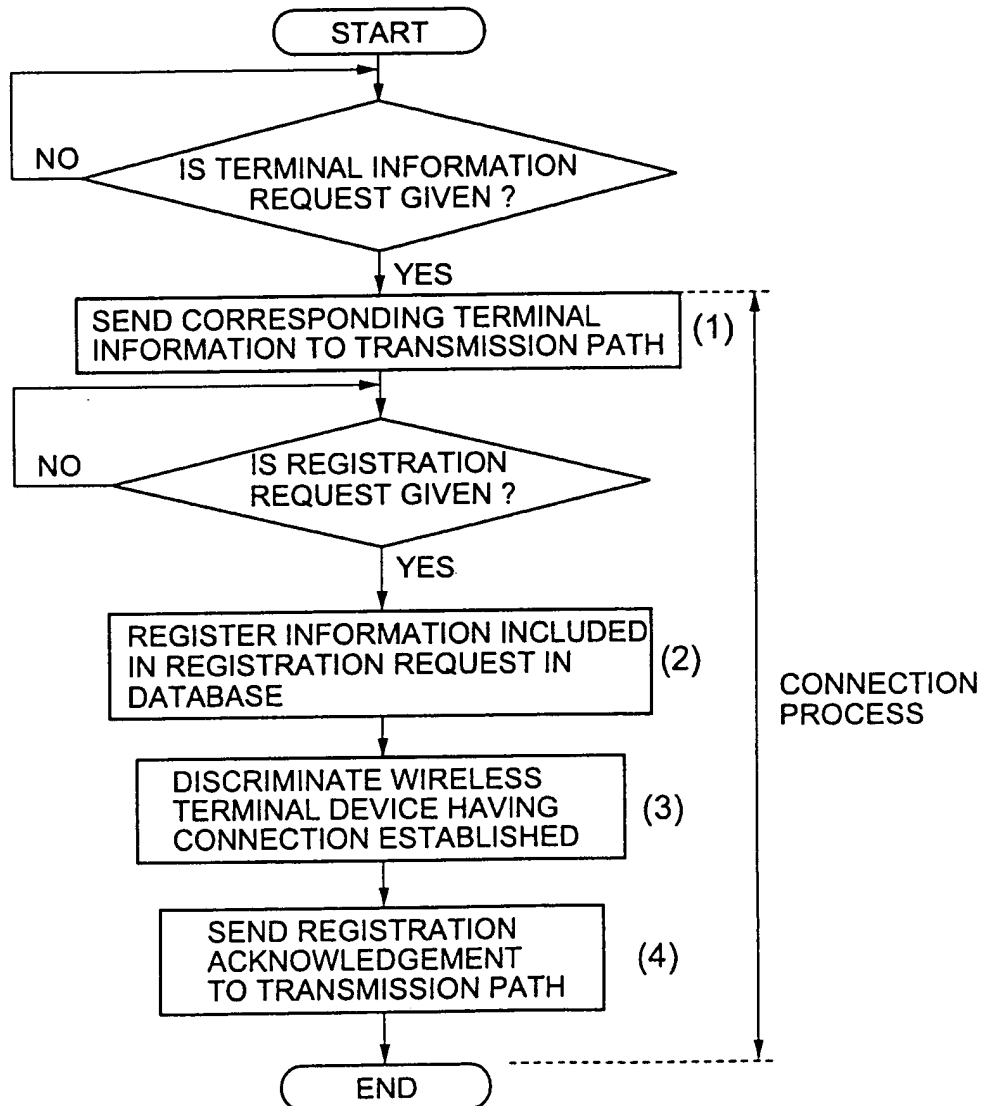 START
NO
IS TERMINAL INFORMATION
REQUEST GIVEN ?
YES
SEND CORRESPONDING TERMINAL
INFORMATION TO TRANSMISSION PATH
(1)
NO
IS REGISTRATION
REQUEST GIVEN ?
YES
REGISTER INFORMATION INCLUDED
IN REGISTRATION REQUEST IN
DATABASE
(2)
CONNECTION
PROCESS
DISCRIMINATE WIRELESS
TERMINAL DEVICE HAVING
CONNECTION ESTABLISHED
(3)
SEND REGISTRATION
ACKNOWLEDGEMENT
TO TRANSMISSION PATH
(4)
END